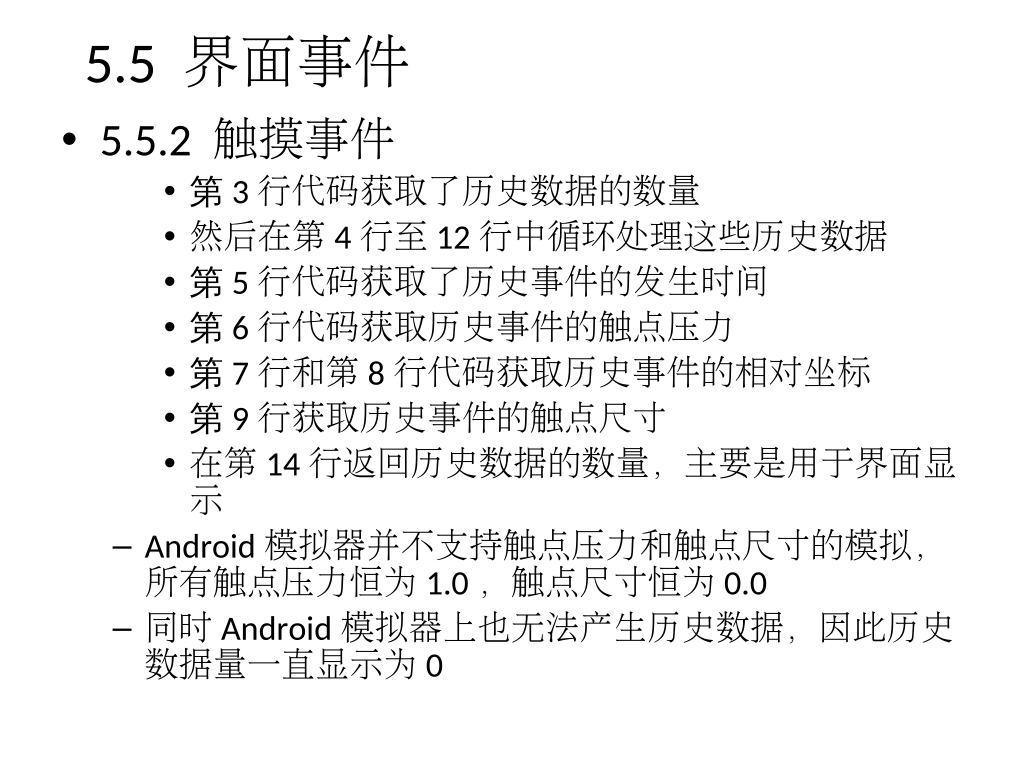 5.5 界面事件
• 5.5.2 触摸事件
• 第 3 行代码获取了历史数据的数量
• 然后在第 4 行至 12 行中循环处理这些历史数据
• 第 5 行代码获取了历史事件的发生时间
• 第 6 行代码获取历史事件的触点压力
• 第 7 行和第 8 行代码获取历史事件的相对坐标
• 第 9 行获取历史事件的触点尺寸
• 在第 14 行返回历史数据的数量，主要是用于界面显
示
– Android 模拟器并不支持触点压力和触点尺寸的模拟，
所有触点压力恒为 1.0 ，触点尺寸恒为 0.0
– 同时 Android 模拟器上也无法产生历史数据，因此历史
数据量一直显示为 0